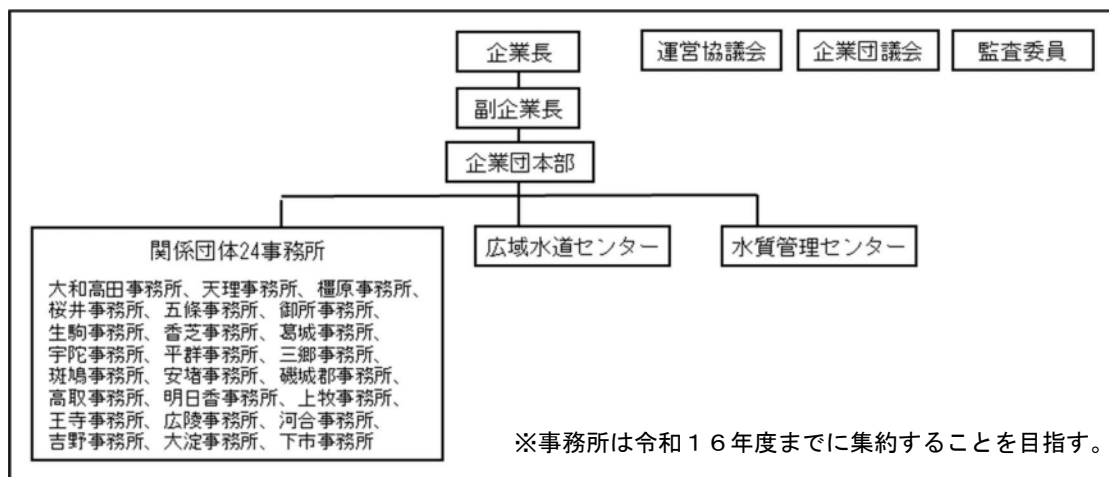 企業長
運営協議会
企業団議会
監査委員
副企業長
企業団本部
関係団体24事務所
広域水道センター
水質管理センター
大和高田事務所、天理事務所、橿原事務所、
桜井事務所、五條事務所、御所事務所、
生駒事務所、香芝事務所、葛城事務所、
宇陀事務所、平群事務所、三郷事務所、
斑鳩事務所、安堵事務所、磯城郡事務所、
高取事務所、明日香事務所、上牧事務所、
王寺事務所、広陵事務所、河合事務所、
吉野事務所、大淀事務所、下市事務所
※事務所は令和１６年度までに集約することを目指す。